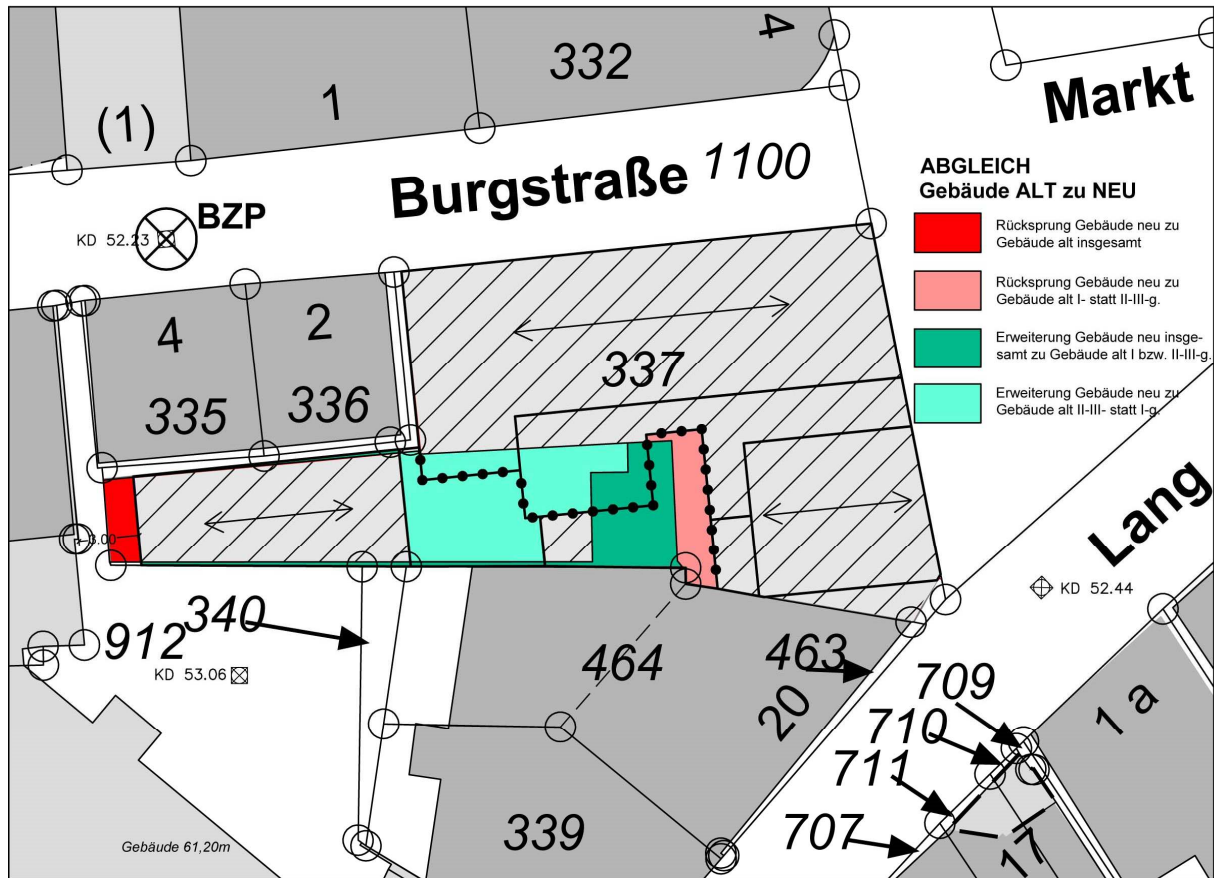 4
332
1
(1)
Markt
Burgstraße 1100
BZP
KD 52.23
ABGLEICH
Gebäude ALT zu NEU
Rücksprung Gebäude neu zu
Gebäude alt insgesamt
Rücksprung Gebäude neu zu
Gebäude alt I- statt II-III-g.
Erweiterung Gebäude neu insge-
samt zu Gebäude alt I bzw. II-III-g.
Erweiterung Gebäude neu zu
Gebäude alt II-III- statt I-g.
4
2
335
336
337
3.00
Lang
KD 52.44
912
340
KD 53.06
464
463
20
709
710
711
707
1 a
17
339
Gebäude 61,20m